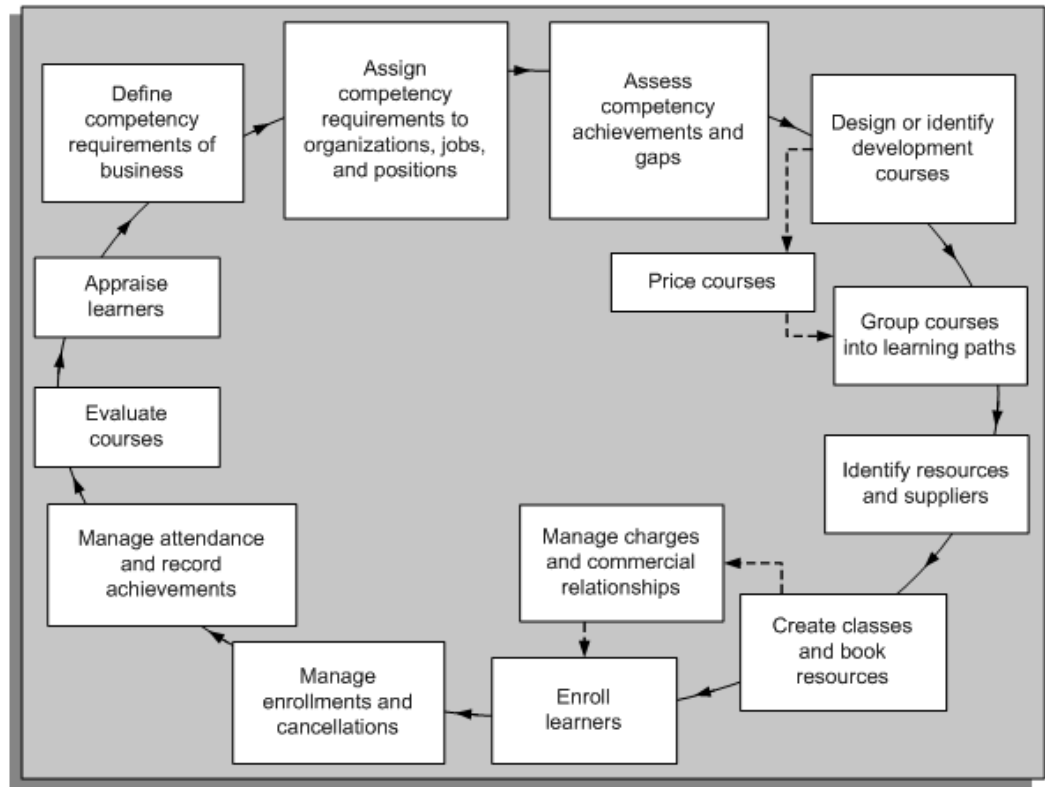 Define
competency
requirements of
business
Assign
competency
requirements to
organizations, jobs,
and positions
Assess
competency
achievements and
gaps
Design or identify
development
courses
Price courses
Group courses
into learning paths
Identify resources
and suppliers
Create classes
and book
resources
Manage charges
and commercial
relationships
Enroll
learners
Manage
enrollments and
cancellations
Manage attendance
and record
achievements
Evaluate
courses
Appraise
learners